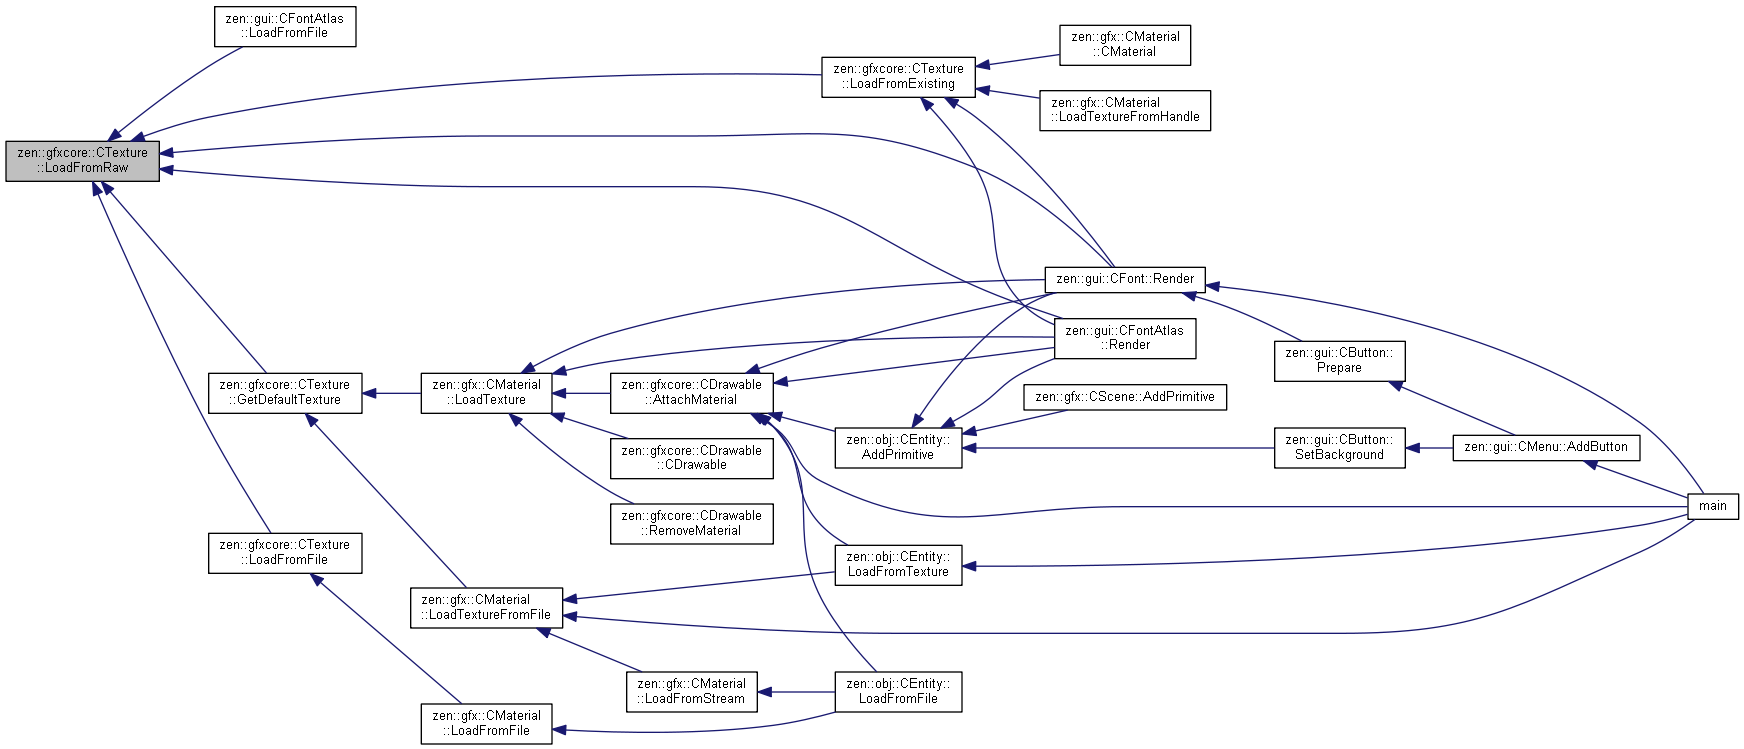 zen::gui::CFontAtlas
::LoadFromFile
zen::gfx::CMaterial
::CMaterial
zen::gfxcore::CTexture
::LoadFromExisting
zen::gfx::CMaterial
::LoadTextureFromHandle
zen::gfxcore::CTexture
::LoadFromRaw
zen::gui::CFont::Render
zen::gui::CFontAtlas
::Render
zen::gui::CButton::
Prepare
zen::gfxcore::CTexture
::GetDefaultTexture
zen::gfx::CMaterial
::LoadTexture
zen::gfxcore::CDrawable
::AttachMaterial
zen::gfx::CScene::AddPrimitive
zen::obj::CEntity::
AddPrimitive
zen::gui::CButton::
SetBackground
zen::gui::CMenu::AddButton
zen::gfxcore::CDrawable
::CDrawable
zen::gfxcore::CDrawable
::RemoveMaterial
main
zen::gfxcore::CTexture
::LoadFromFile
zen::obj::CEntity::
LoadFromTexture
zen::gfx::CMaterial
::LoadTextureFromFile
zen::gfx::CMaterial
::LoadFromStream
zen::obj::CEntity::
LoadFromFile
zen::gfx::CMaterial
::LoadFromFile